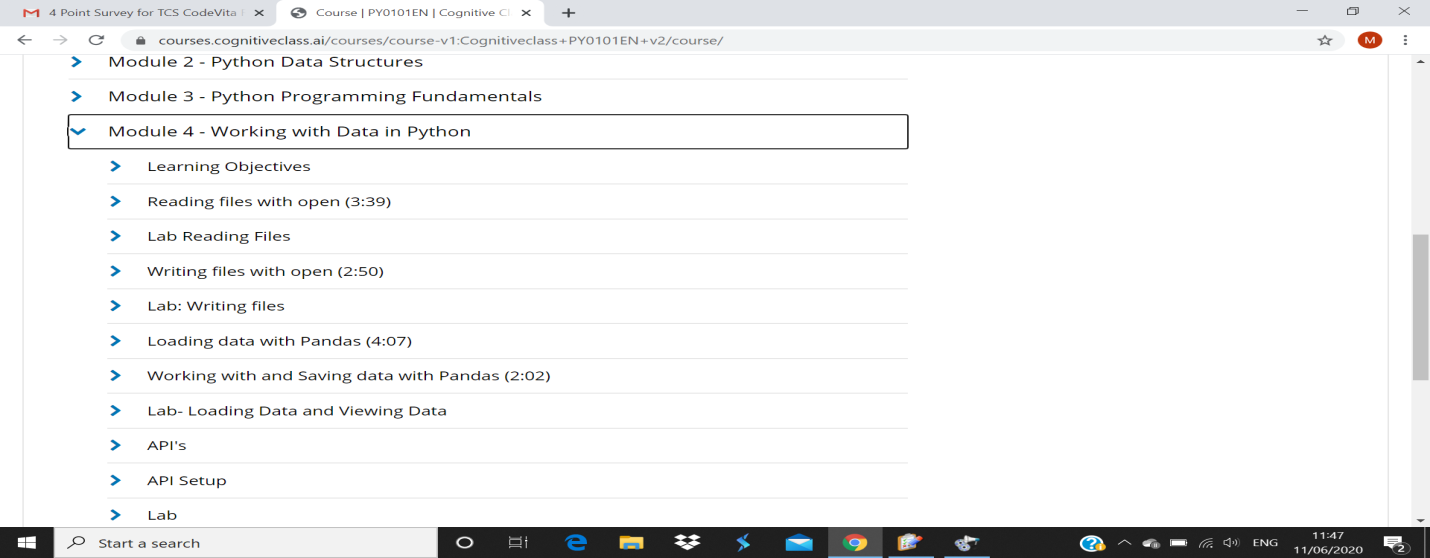 4 Point Survey for TCS CodeVita
Course | PY0101EN | Cognitive Cl
courses.cognitiveclass.ai/courses/course-v1:Cognitiveclass+PY0101EN+v2/course/
M
Module 2 - Python Data Structures
Module 3 - Python Programming Fundamentals
Module 4 - Working with Data in Python
Learning Objectives
Reading files with open (3:39)
Lab Reading Files
Writing files with open (2:50)
Lab: Writing files
Loading data with Pandas (4:07)
Working with and Saving data with Pandas (2:02)
Lab- Loading Data and Viewing Data
API's
API Setup
Lab
Start a search
ENG
11:47
11/06/2020
2